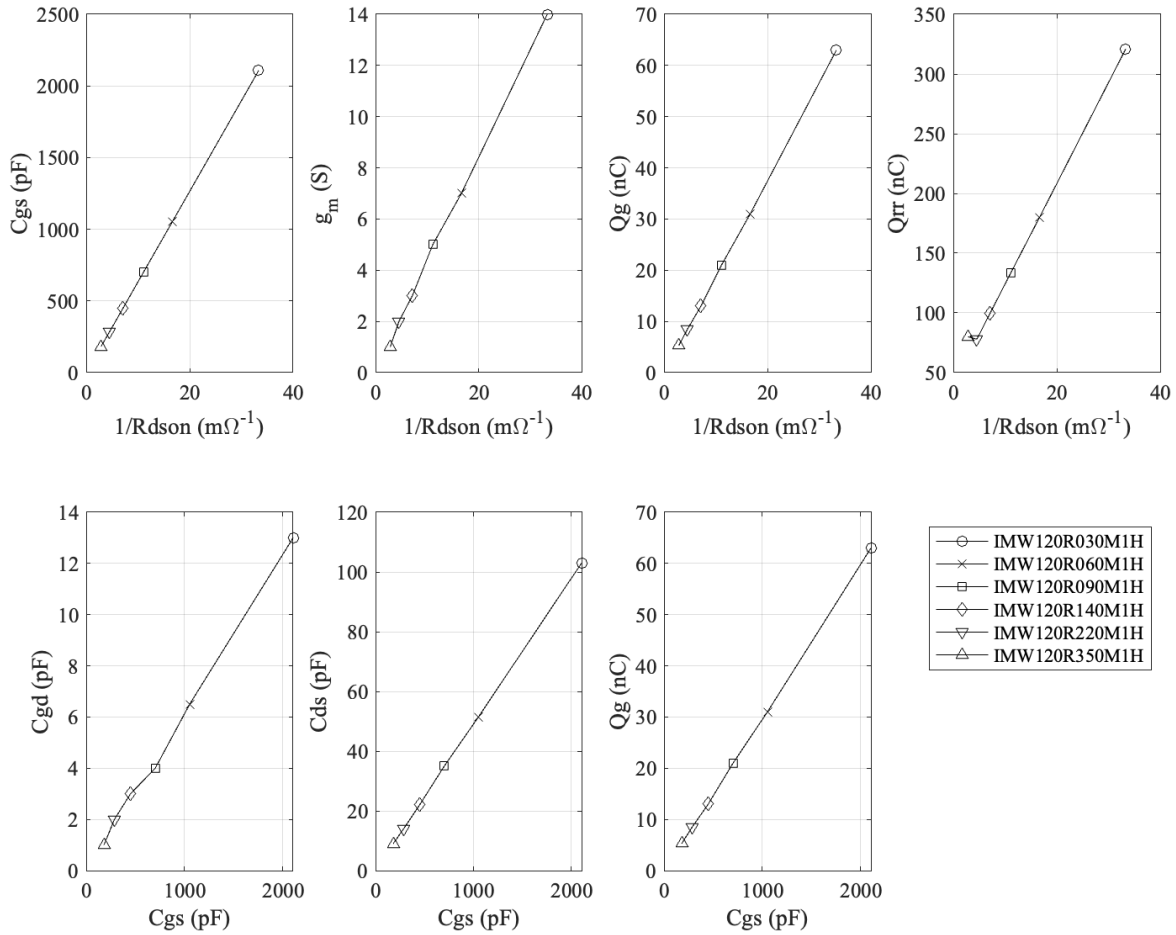 2500
2000
1500
1000
500
0
Cgs (pF)
0 20 40
1/Rdson (mΩ⁻¹)
14
12
10
8
6
4
2
0
g_m (S)
0 20 40
1/Rdson (mΩ⁻¹)
70
60
50
40
30
20
10
0
Qg (nC)
0 20 40
1/Rdson (mΩ⁻¹)
350
300
250
200
150
100
50
Qrr (nC)
0 20 40
1/Rdson (mΩ⁻¹)
14
12
10
8
6
4
2
0
Cgd (pF)
0 1000 2000
Cgs (pF)
120
100
80
60
40
20
0
Cds (pF)
0 1000 2000
Cgs (pF)
70
60
50
40
30
20
10
0
Qg (nC)
0 1000 2000
Cgs (pF)
IMW120R030M1H
IMW120R060M1H
IMW120R090M1H
IMW120R140M1H
IMW120R220M1H
IMW120R350M1H